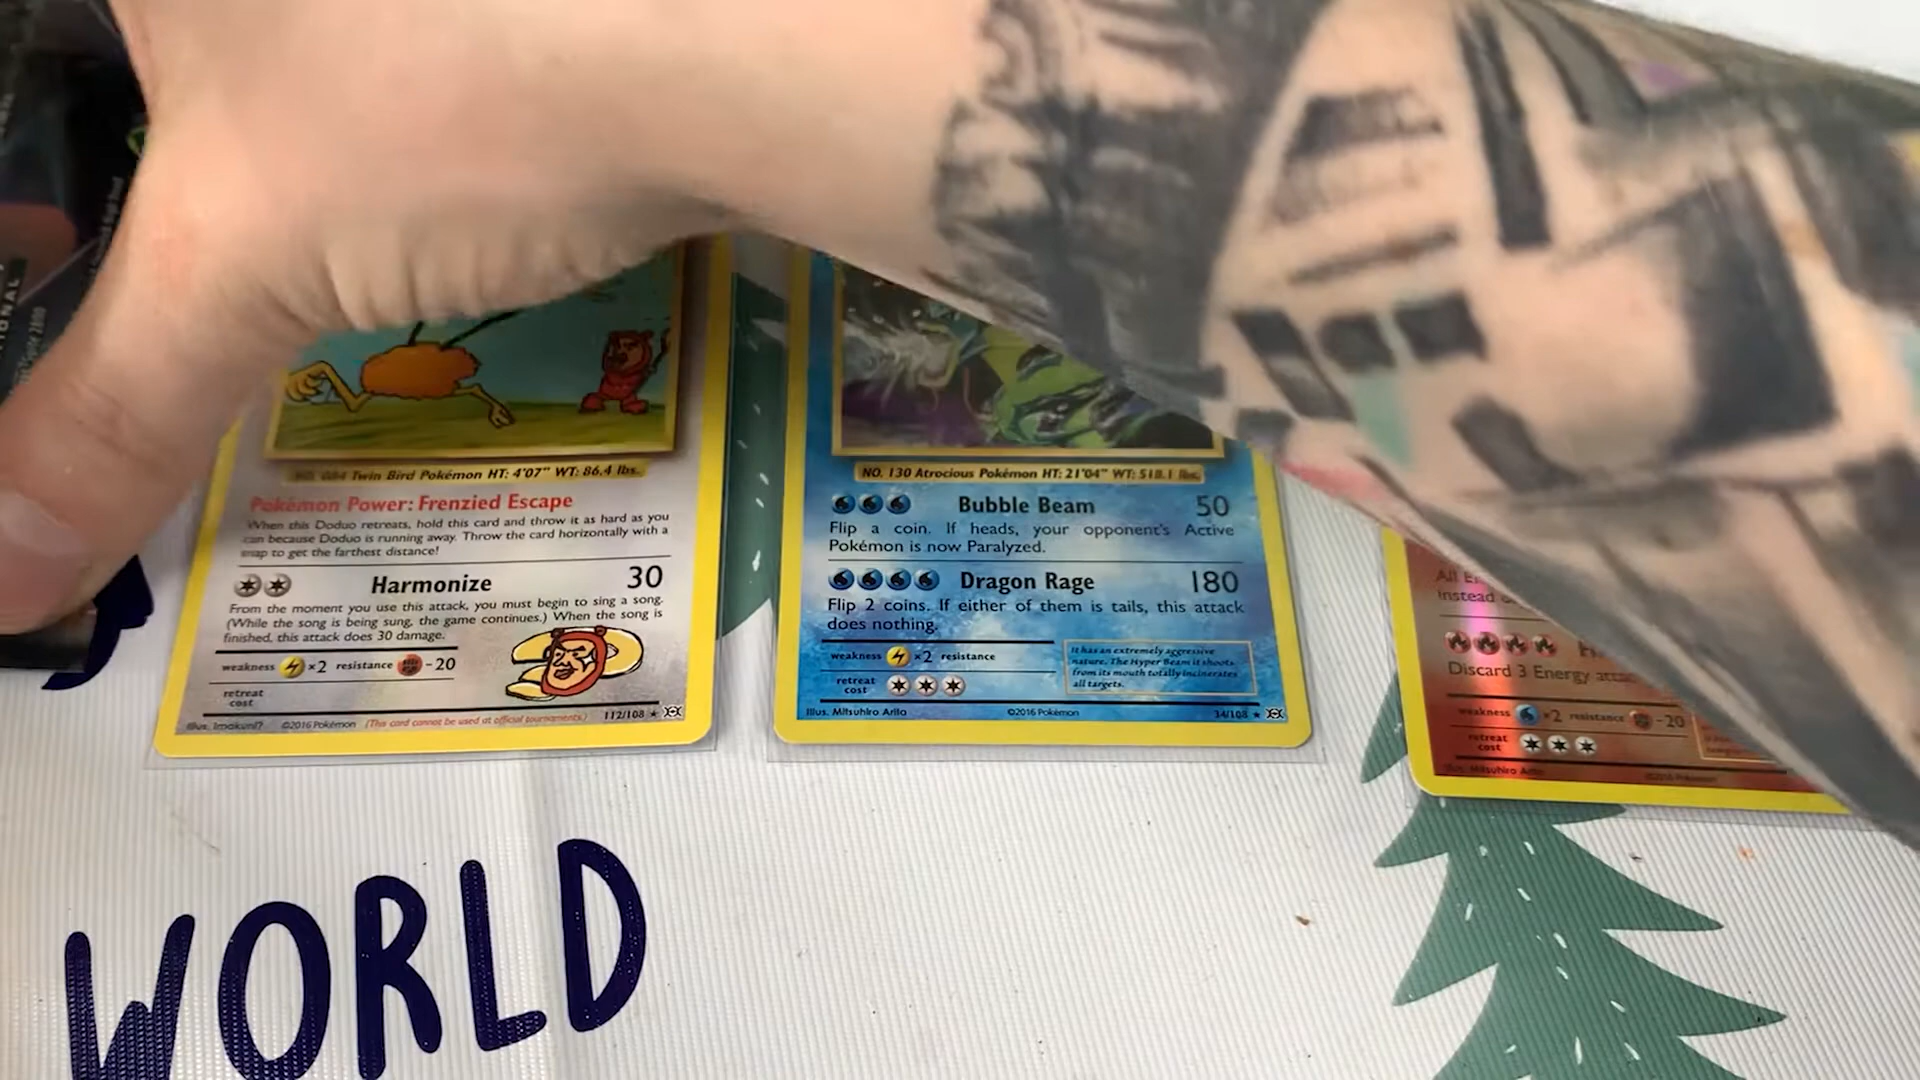 NO. 084 Twin Bird Pokémon HT: 4'07" WT: 86.4 lbs.
Pokémon Power: Frenzied Escape
When this Doduo retreats, hold this card and throw it as hard as you
can because Doduo is running away. Throw the card horizontally with a
snap to get the farthest distance!
Harmonize 30
From the moment you use this attack, you must begin to sing a song.
(While the song is being sung, the game continues.) When the song is
finished, this attack does 30 damage.
weakness ×2 resistance -20
retreat
cost
Illus. Imakuni? ©2016 Pokémon (This card cannot be used at official tournaments.) 112/108 ★
NO. 130 Atrocious Pokémon HT: 21'04" WT: 518.1 lbs.
Bubble Beam 50
Flip a coin. If heads, your opponent's Active
Pokémon is now Paralyzed.
Dragon Rage 180
Flip 2 coins. If either of them is tails, this attack
does nothing.
weakness ×2 resistance
retreat
cost
It has an extremely aggressive
nature. The Hyper Beam it shoots
from its mouth totally incinerates
all targets.
Illus. Mitsuhiro Arita ©2016 Pokémon 34/108 ★
All
instead
Discard 3 Energy
weakness ×2 resistance -20
retreat
cost
Illus. Mitsuhiro Arita ©2016 Pokémon
WORLD